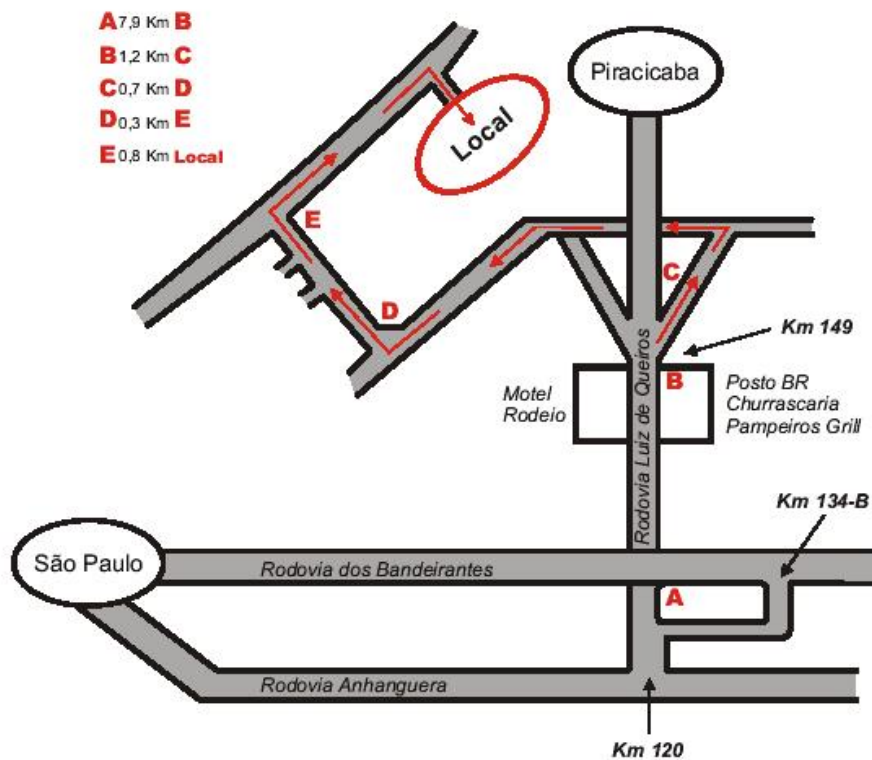 A 7,9 Km B
B 1,2 Km C
C 0,7 Km D
D 0,3 Km E
E 0,8 Km Local
Piracicaba
Local
E
C
D
Km 149
B
Motel
Rodeio
Posto BR
Churrascaria
Pampeiros Grill
Rodovia Luiz de Queiros
Km 134-B
São Paulo
Rodovia dos Bandeirantes
A
Rodovia Anhanguera
Km 120